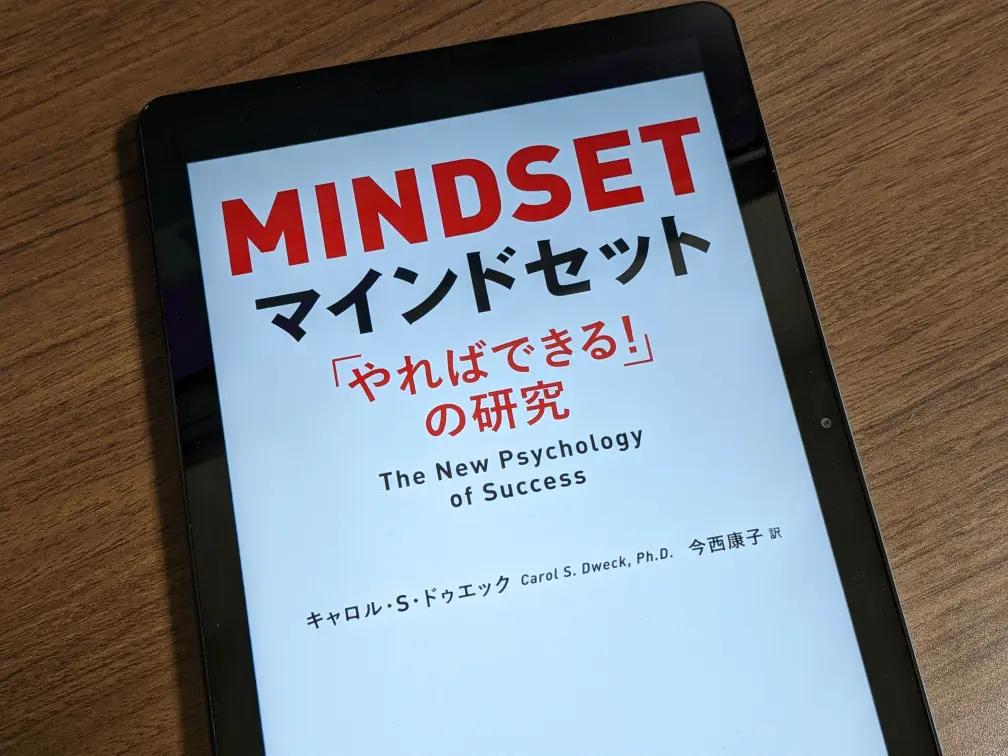 MINDSET
マインドセット
「やればできる!」
の研究
The New Psychology
of Success
キャロル・S・ドゥエック Carol S. Dweck, Ph.D. 今西康子 訳